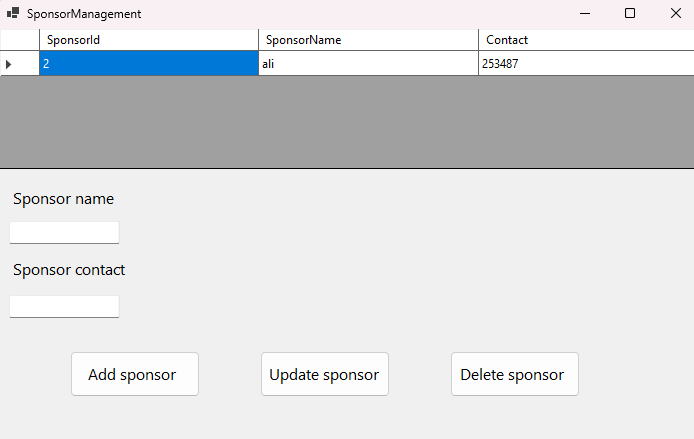 SponsorManagement
SponsorId SponsorName Contact
2 ali 253487
Sponsor name
Sponsor contact
Add sponsor Update sponsor Delete sponsor